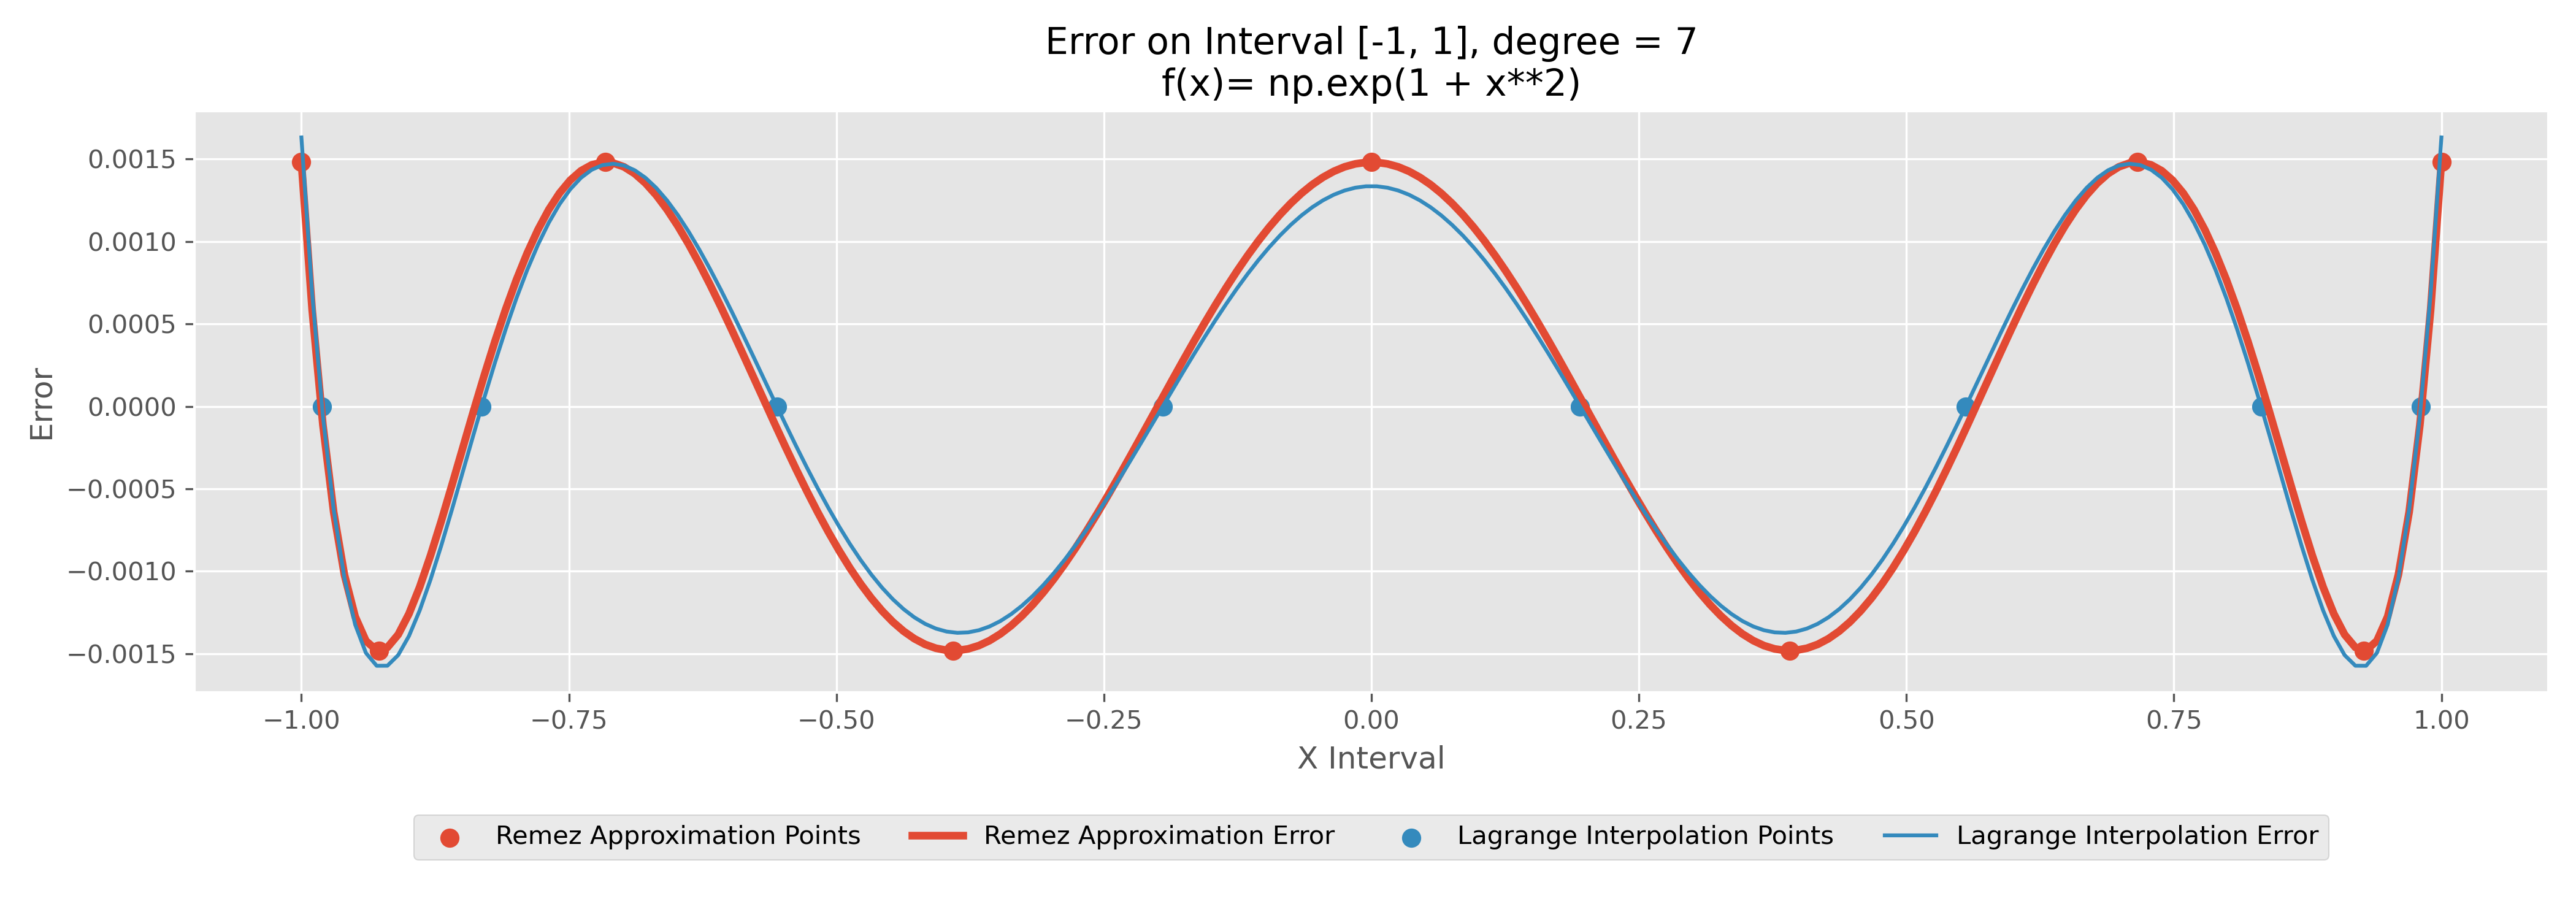 Error on Interval [-1, 1], degree = 7
f(x)= np.exp(1 + x**2)
Error
0.0015
0.0010
0.0005
0.0000
−0.0005
−0.0010
−0.0015
−1.00 −0.75 −0.50 −0.25 0.00 0.25 0.50 0.75 1.00
X Interval
Remez Approximation Points Remez Approximation Error Lagrange Interpolation Points Lagrange Interpolation Error